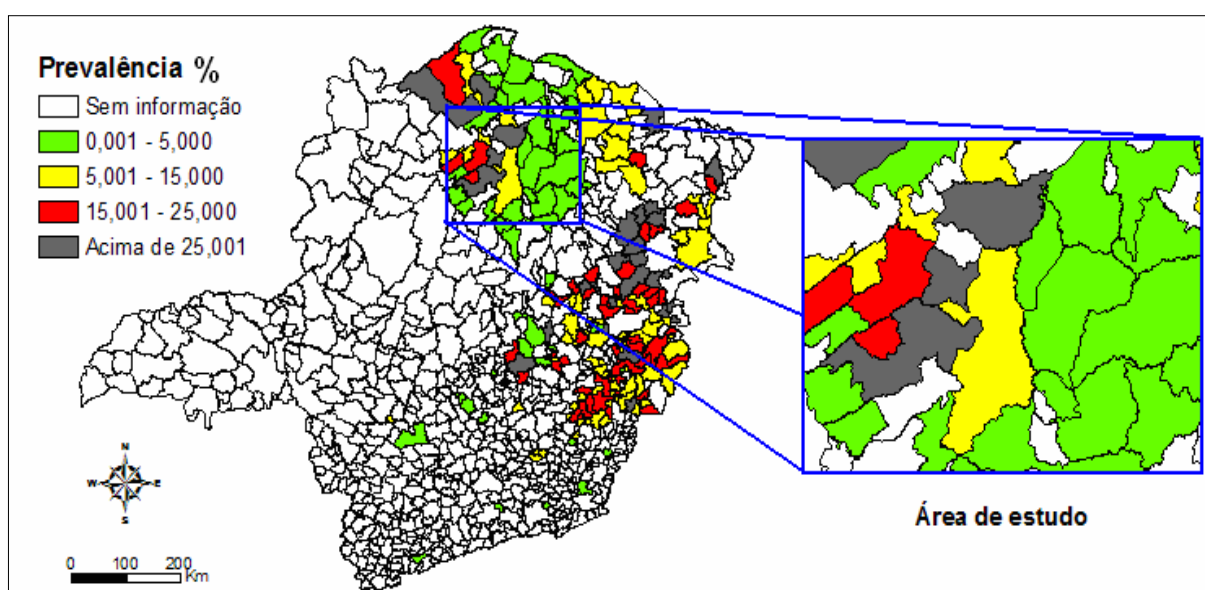 Prevalência %
Sem informação
0,001 - 5,000
5,001 - 15,000
15,001 - 25,000
Acima de 25,001
N
W E
S
0 100 200
Km
Área de estudo